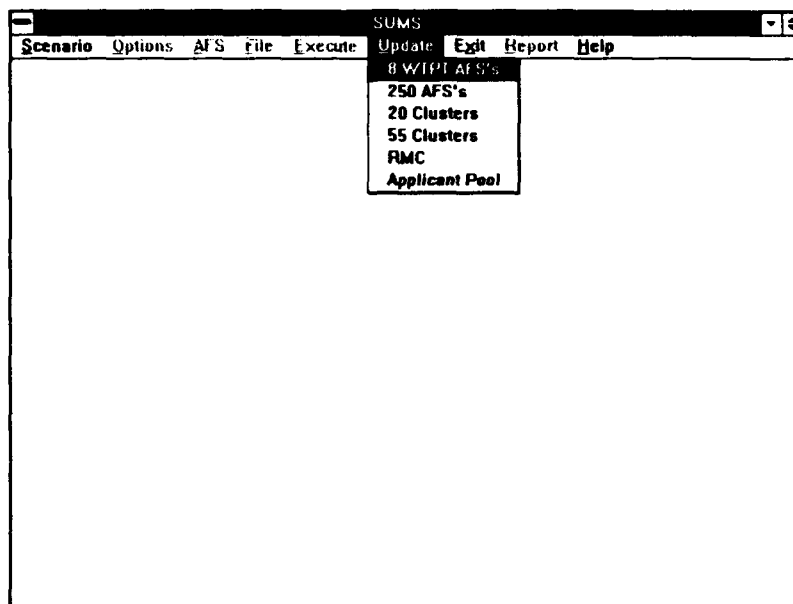 SUMS
Scenario Options AFS File Execute Update Exit Report Help
8 WTPT AFS's
250 AFS's
20 Clusters
55 Clusters
RMC
Applicant Pool